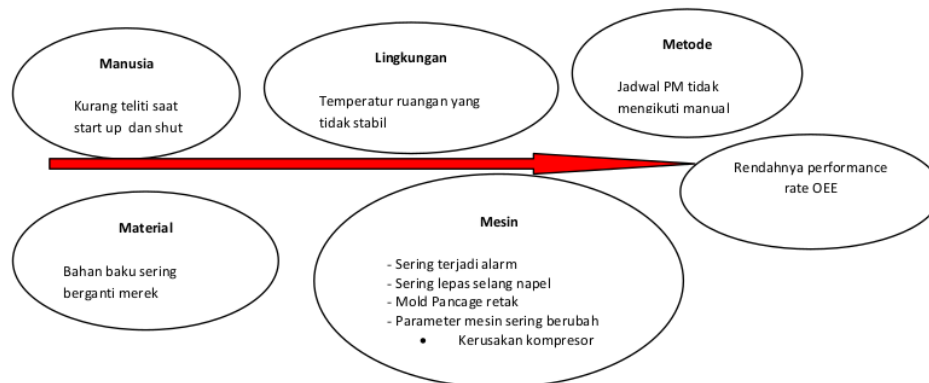 Manusia
Kurang teliti saat
start up dan shut
Lingkungan
Temperatur ruangan yang
tidak stabil
Metode
Jadwal PM tidak
mengikuti manual
Rendahnya performance
rate OEE
Material
Bahan baku sering
berganti merek
Mesin
- Sering terjadi alarm
- Sering lepas selang napel
- Mold Pancage retak
- Parameter mesin sering berubah
• Kerusakan kompresor